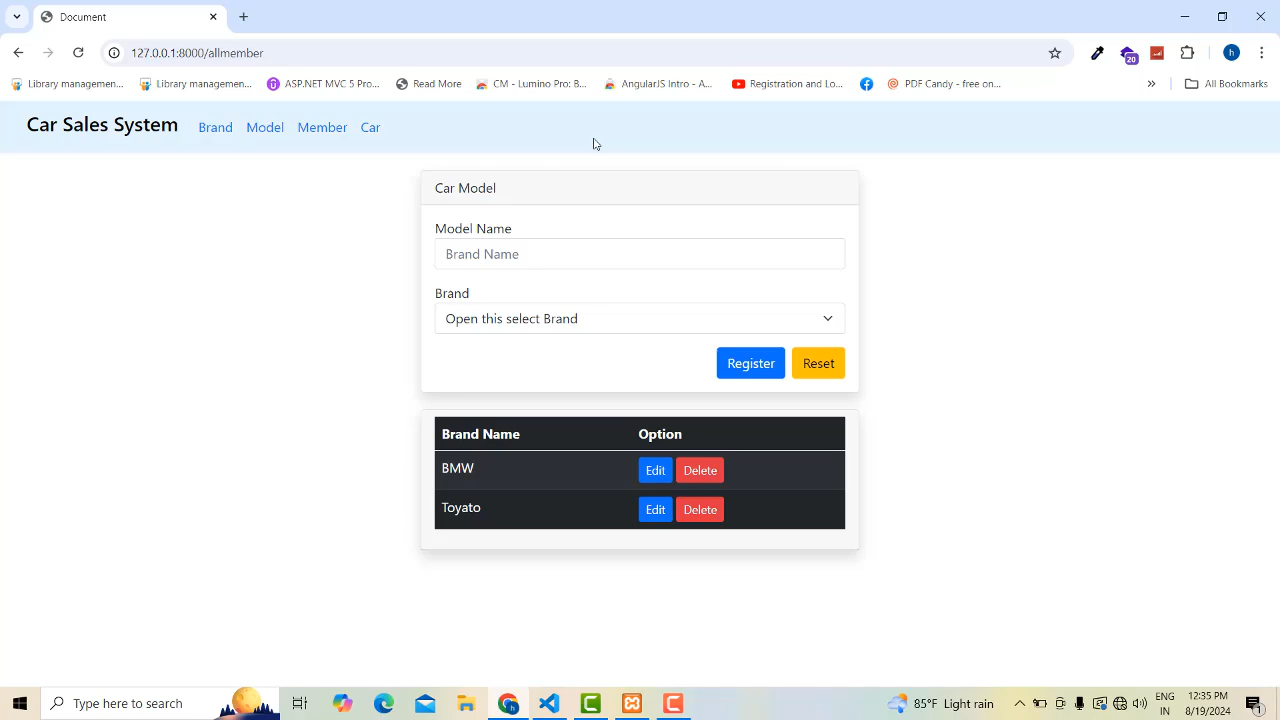 Document
127.0.0.1:8000/allmember
20
h
Library managemen...
Library managemen...
ASP.NET MVC 5 Pro...
Read More
CM - Lumino Pro: B...
AngularJS Intro - A...
Registration and Lo...
PDF Candy - free on...
»
All Bookmarks
Car Sales System
Brand
Model
Member
Car
Car Model
Model Name
Brand Name
Brand
Open this select Brand
Register
Reset
Brand Name Option
BMW Edit Delete
Toyato Edit Delete
Type here to search
85°F Light rain
ENG
IN
12:35 PM
8/19/2024